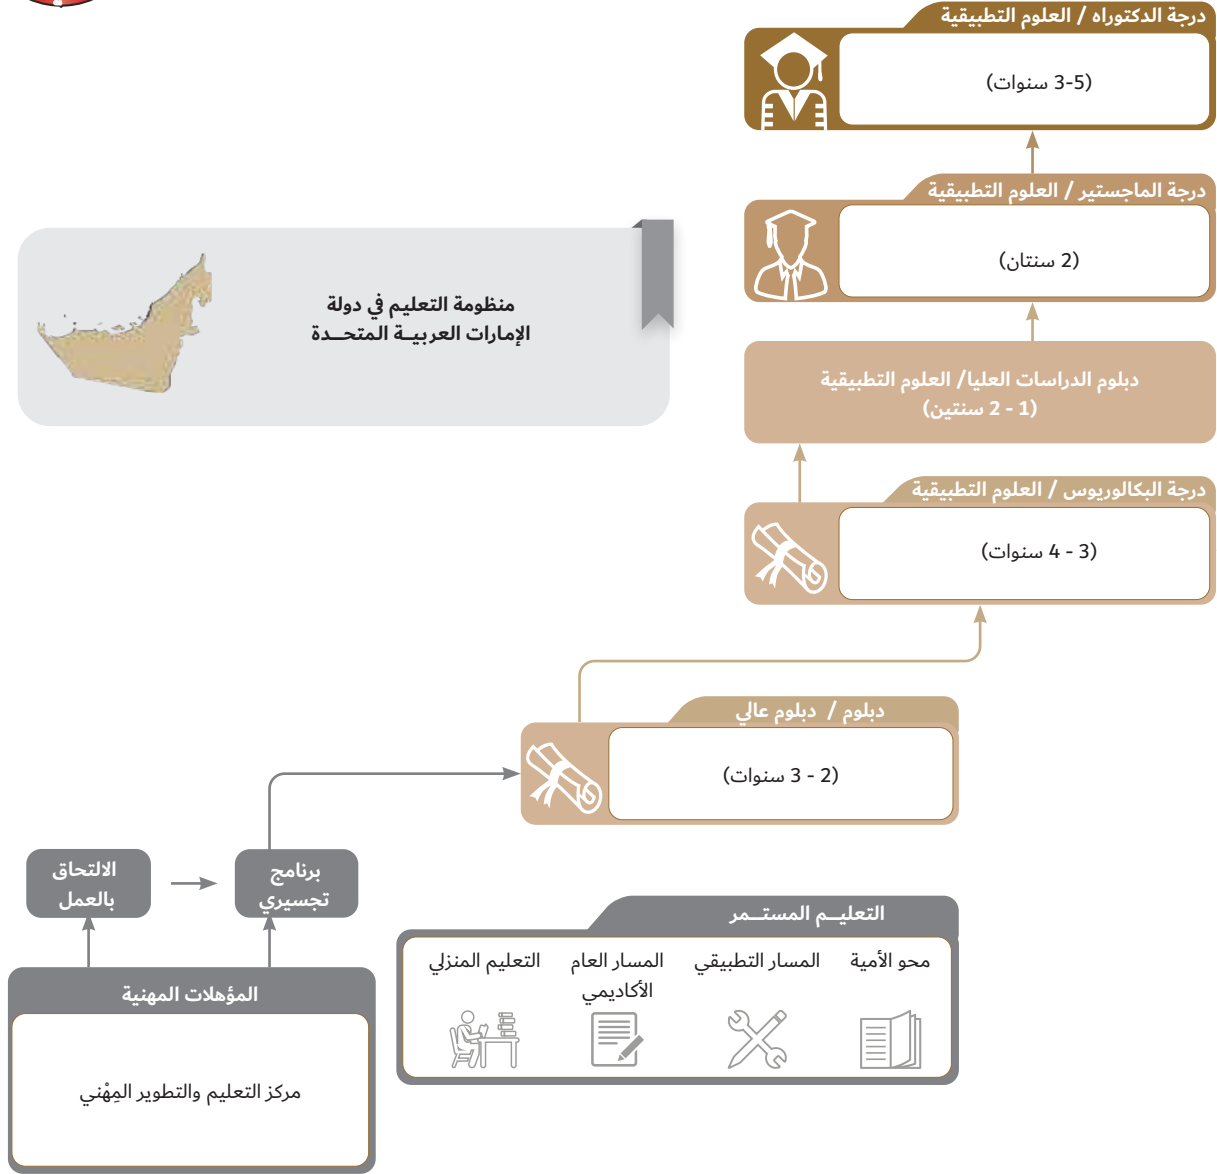 درجة الدكتوراه / العلوم التطبيقية
(3-5 سنوات)
درجة الماجستير / العلوم التطبيقية
(2 سنتان)
منظومة التعليم في دولة
الإمارات العربيــة المتحــدة
دبلوم الدراسات العليا/ العلوم التطبيقية
(1 - 2 سنتين)
درجة البكالوريوس / العلوم التطبيقية
(3 - 4 سنوات)
دبلوم / دبلوم عالي
(2 - 3 سنوات)
برنامج
تجسيري
الالتحاق
بالعمل
التعليــم المستــمر
محو الأمية
المسار التطبيقي
المسار العام
الأكاديمي
التعليم المنزلي
المؤهلات المهنية
مركز التعليم والتطوير المِهْني